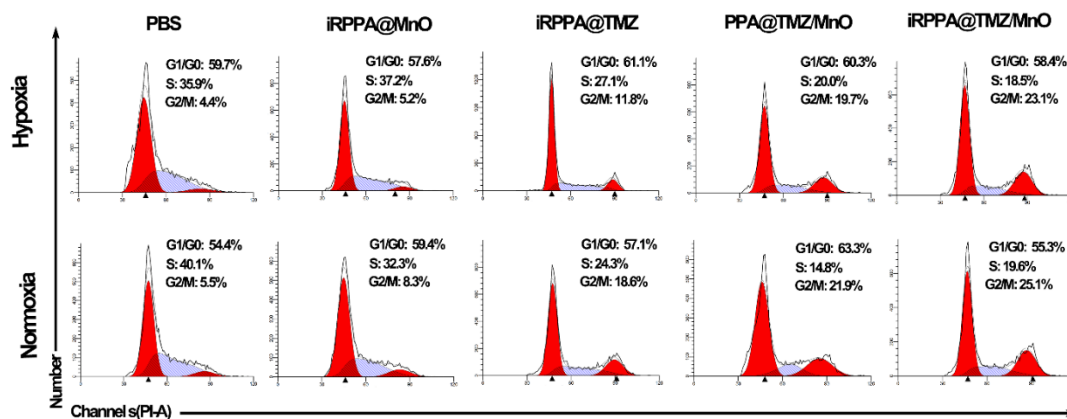 PBS
iRPPA@MnO
iRPPA@TMZ
PPA@TMZ/MnO
iRPPA@TMZ/MnO
Hypoxia
G1/G0: 59.7%
S: 35.9%
G2/M: 4.4%
G1/G0: 57.6%
S: 37.2%
G2/M: 5.2%
G1/G0: 61.1%
S: 27.1%
G2/M: 11.8%
G1/G0: 60.3%
S: 20.0%
G2/M: 19.7%
G1/G0: 58.4%
S: 18.5%
G2/M: 23.1%
Normoxia
G1/G0: 54.4%
S: 40.1%
G2/M: 5.5%
G1/G0: 59.4%
S: 32.3%
G2/M: 8.3%
G1/G0: 57.1%
S: 24.3%
G2/M: 18.6%
G1/G0: 63.3%
S: 14.8%
G2/M: 21.9%
G1/G0: 55.3%
S: 19.6%
G2/M: 25.1%
Number
Channels(PI-A)